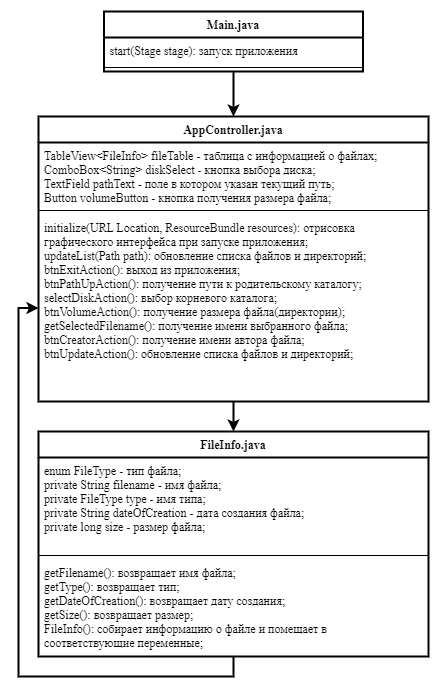 Main.java
start(Stage stage): запуск приложения
AppController.java
TableView<FileInfo> fileTable - таблица с информацией о файлах;
ComboBox<String> diskSelect - кнопка выбора диска;
TextField pathText - поле в котором указан текущий путь;
Button volumeButton - кнопка получения размера файла;
initialize(URL Location, ResourceBundle resources): отрисовка
графического интерфейса при запуске приложения;
updateList(Path path): обновление списка файлов и директорий;
btnExitAction(): выход из приложения;
btnPathUpAction(): получение пути к родительскому каталогу;
selectDiskAction(): выбор корневого каталога;
btnVolumeAction(): получение размера файла(директории);
getSelectedFilename(): получение имени выбранного файла;
btnCreatorAction(): получение имени автора файла;
btnUpdateAction(): обновление списка файлов и директорий;
FileInfo.java
enum FileType - тип файла;
private String filename - имя файла;
private FileType type - имя типа;
private String dateOfCreation - дата создания файла;
private long size - размер файла;
getFilename(): возвращает имя файла;
getType(): возвращает тип;
getDateOfCreation(): возвращает дату создания;
getSize(): возвращает размер;
FileInfo(): собирает информацию о файле и помещает в
соответствующие переменные;